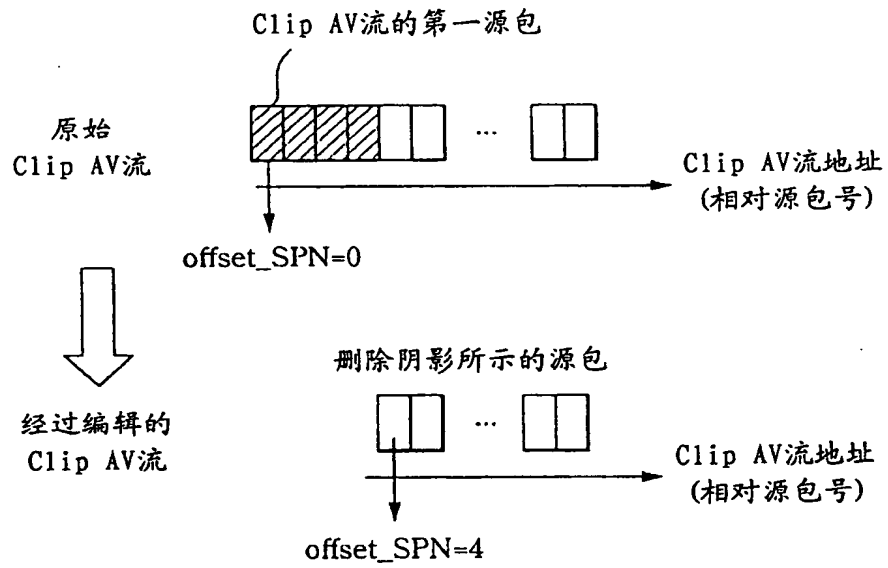 Clip AV流的第一源包
原始
Clip AV流
...
Clip AV流地址
(相对源包号)
offset_SPN=0
删除阴影所示的源包
经过编辑的
Clip AV流
...
Clip AV流地址
(相对源包号)
offset_SPN=4